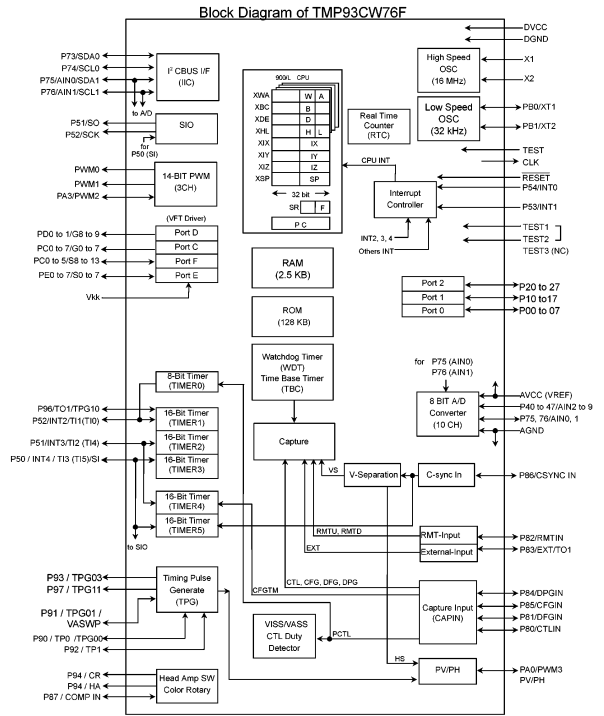 Block Diagram of TMP93CW76F
P73/SDA0
P74/SCL0
P75/AIN0/SDA1
P76/AIN1/SCL1
to A/D
I² CBUS I/F
(IIC)
P51/SO
P52/SCK
for
P50 (SI)
SIO
PWM0
PWM1
PA3/PWM2
14-BIT PWM
(3CH)
(VFT Driver)
PD0 to 1/G8 to 9
PC0 to 7/G0 to 7
PC0 to 5/S8 to 13
PE0 to 7/S0 to 7
Vkk
Port D
Port C
Port F
Port E
900/L CPU
XWA
W
A
XBC
B
XDE
D
XHL
H
L
XIX
IX
XIY
IY
XIZ
IZ
XSP
SP
32 bit
SR
F
P C
Real Time
Counter
(RTC)
CPU INT
Interrupt
Controller
INT2, 3, 4
Others INT
High Speed
OSC
(16 MHz)
Low Speed
OSC
(32 kHz)
DVCC
DGND
X1
X2
PB0/XT1
PB1/XT2
TEST
CLK
RESET
P54/INT0
P53/INT1
TEST1
TEST2
TEST3 (NC)
RAM
(2.5 KB)
ROM
(128 KB)
Port 2
Port 1
Port 0
P20 to 27
P10 to17
P00 to 07
Watchdog Timer
(WDT)
Time Base Timer
(TBC)
for P75 (AIN0)
P76 (AIN1)
8 BIT A/D
Converter
(10 CH)
AVCC (VREF)
P40 to 47/AIN2 to 9
P75, 76/AIN0, 1
AGND
8-Bit Timer
(TIMER0)
16-Bit Timer
(TIMER1)
16-Bit Timer
(TIMER2)
16-Bit Timer
(TIMER3)
16-Bit Timer
(TIMER4)
16-Bit Timer
(TIMER5)
P96/TO1/TPG10
P52/INT2/TI1(TI0)
P51/INT3/TI2 (TI4)
P50 / INT4 / TI3 (TI5)/SI
to SIO
Capture
VS
V-Separation
C-sync In
P86/CSYNC IN
RMTU, RMTD
EXT
RMT-Input
External-Input
P82/RMTIN
P83/EXT/TO1
CTL, CFG, DFG, DPG
CFGTM
P93 / TPG03
P97 / TPG11
P91 / TPG01 /
VASWP
P90 / TP0 /TPG00
P92 / TP1
Timing Pulse
Generate
(TPG)
VISS/VASS
CTL Duty
Detector
PCTL
Capture Input
(CAPIN)
P84/DPGIN
P85/CFGIN
P81/DFGIN
P80/CTLIN
HS
PV/PH
PA0/PWM3
PV/PH
P94 / CR
P94 / HA
P87 / COMP IN
Head Amp SW
Color Rotary